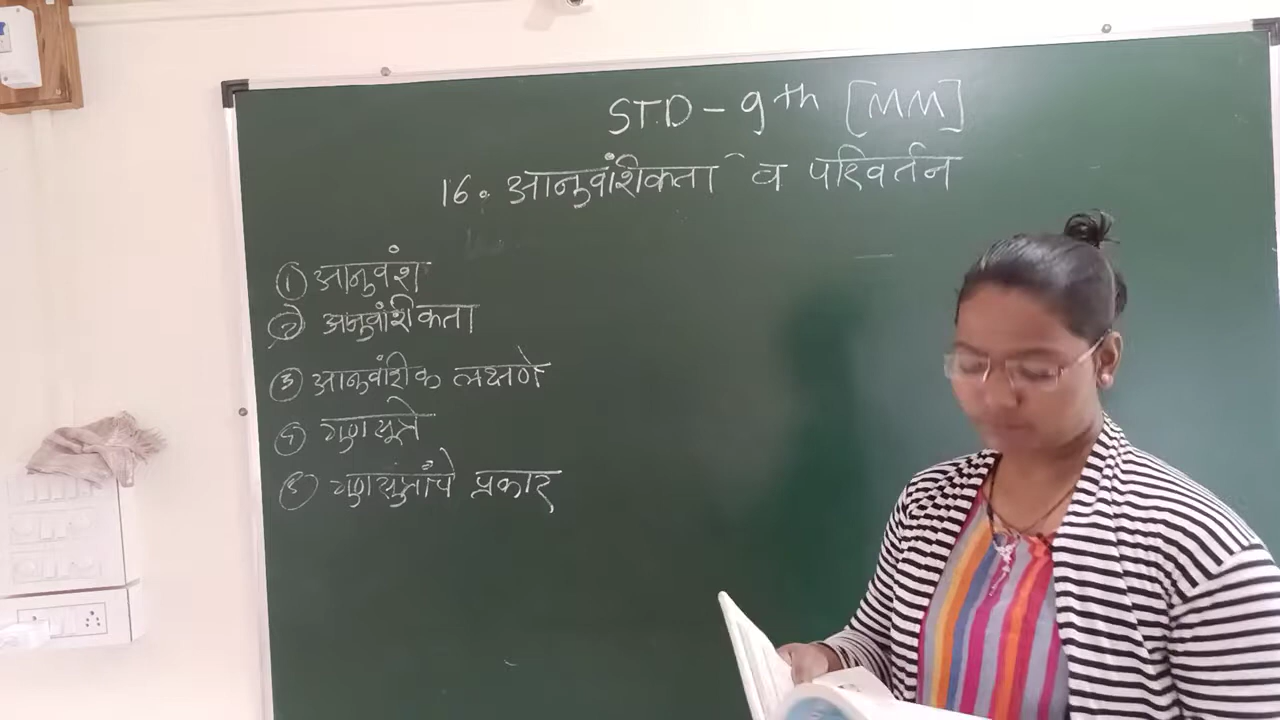 STD - 9th [MM]
16. आनुवांशिकता व परिवर्तन
① आनुवंश
② अनुवांशिकता
③ आनुवांशीक लक्षणे
④ गुणसूत्रे
⑤ गुणसुत्रांचे प्रकार